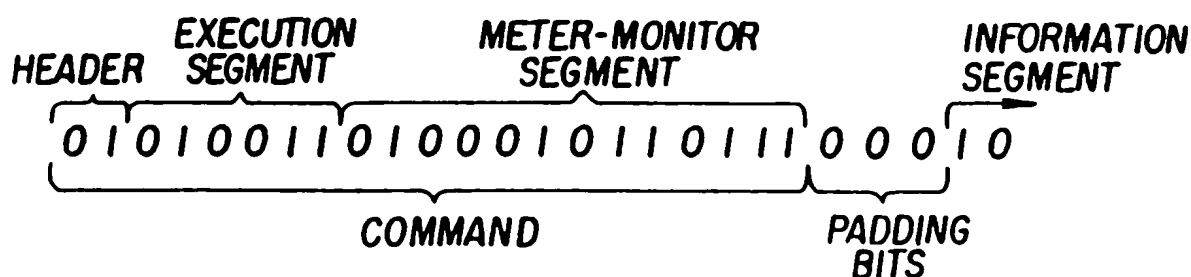 EXECUTION
SEGMENT
METER-MONITOR
SEGMENT
INFORMATION
SEGMENT
HEADER
0 1 0 1 0 0 1 1 0 1 0 0 0 1 0 1 1 0 1 1 1 0 0 0 1 0
COMMAND
PADDING
BITS